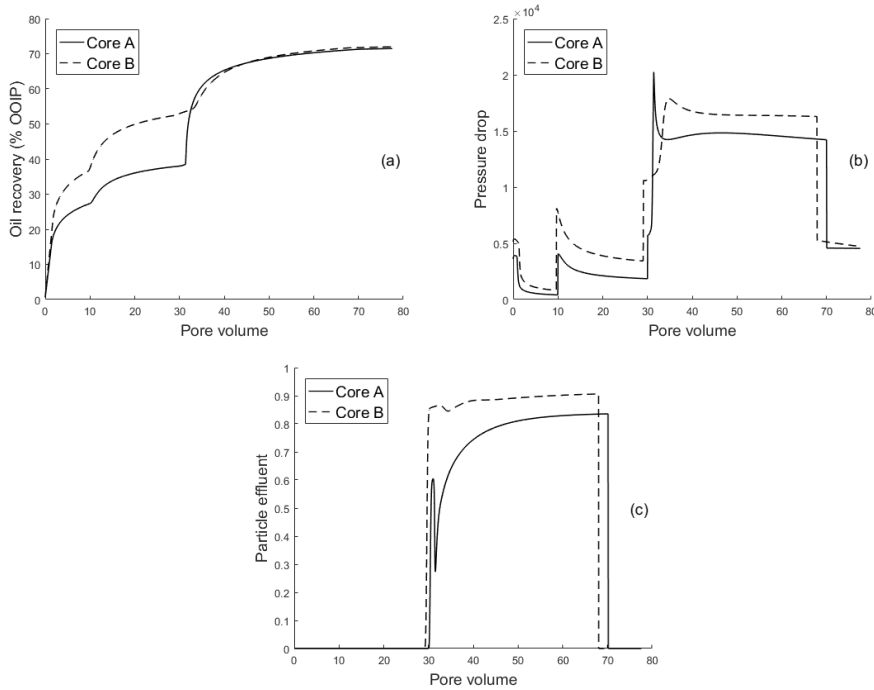 80
70
60
50
40
30
20
10
0
Oil recovery (% OOIP)
Core A
Core B
(a)
0 10 20 30 40 50 60 70 80
Pore volume
×10⁴
2.5
2
1.5
1
0.5
0
Pressure drop
Core A
Core B
(b)
0 10 20 30 40 50 60 70 80
Pore volume
1
0.9
0.8
0.7
0.6
0.5
0.4
0.3
0.2
0.1
0
Particle effluent
Core A
Core B
(c)
0 10 20 30 40 50 60 70 80
Pore volume